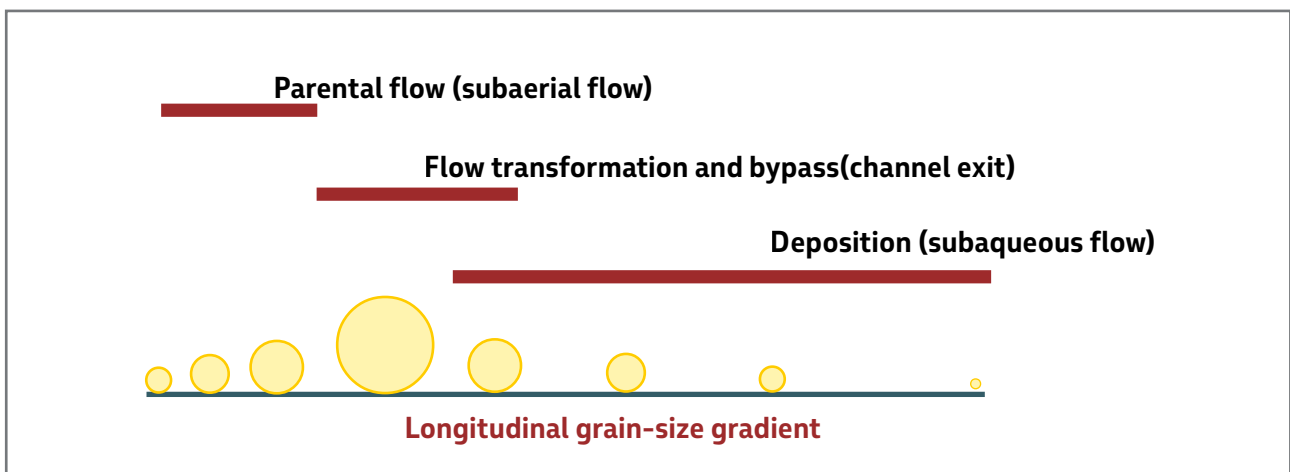 Parental flow (subaerial flow)
Flow transformation and bypass(channel exit)
Deposition (subaqueous flow)
Longitudinal grain-size gradient